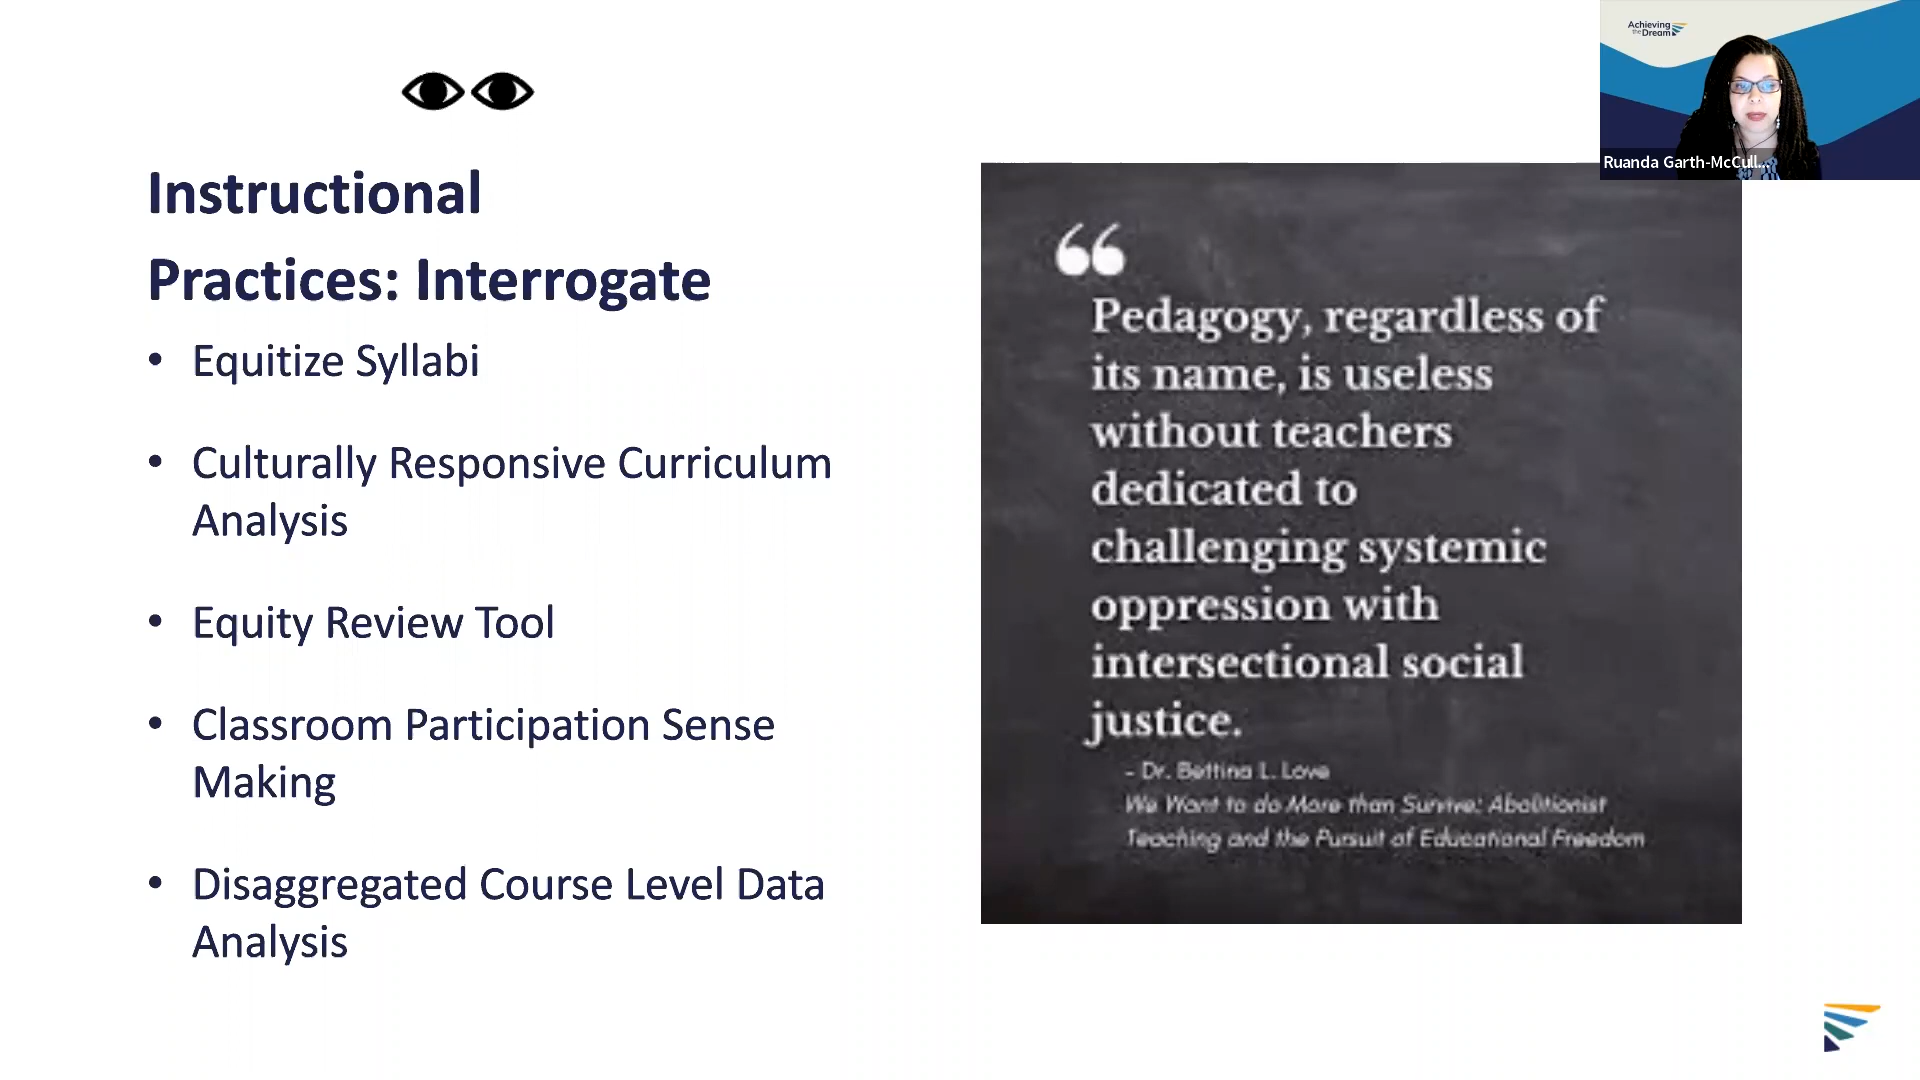 Achieving
the Dream
Ruanda Garth-McCull...
Instructional
Practices: Interrogate
• Equitize Syllabi
• Culturally Responsive Curriculum
Analysis
• Equity Review Tool
• Classroom Participation Sense
Making
• Disaggregated Course Level Data
Analysis
“
Pedagogy, regardless of
its name, is useless
without teachers
dedicated to
challenging systemic
oppression with
intersectional social
justice.
- Dr. Bettina L. Love
We Want to do More than Survive: Abolitionist
Teaching and the Pursuit of Educational Freedom